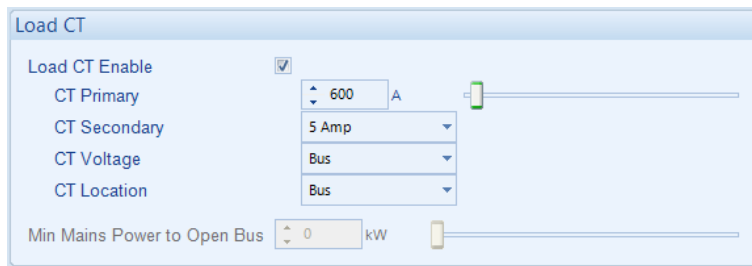 Load CT
Load CT Enable
CT Primary 600 A
CT Secondary 5 Amp
CT Voltage Bus
CT Location Bus
Min Mains Power to Open Bus 0 kW